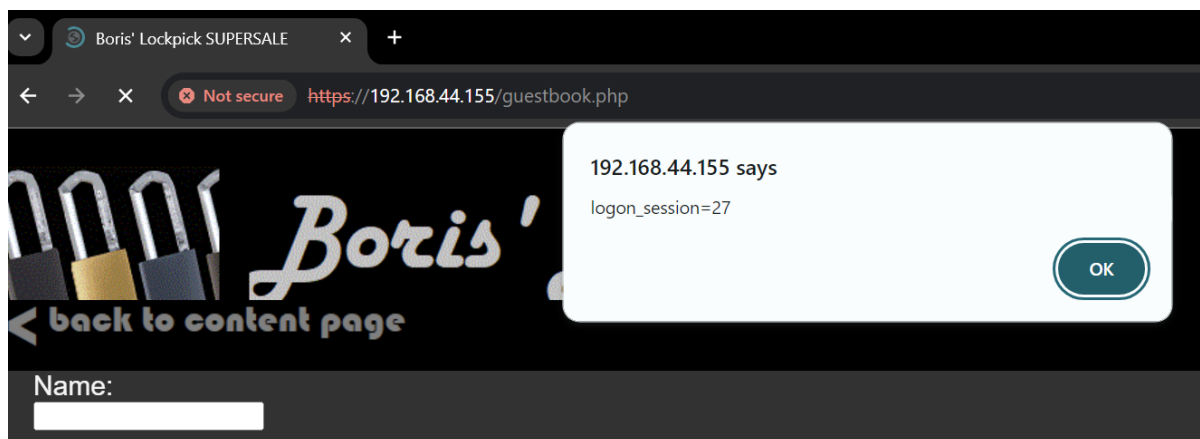 Boris' Lockpick SUPERSALE
Not secure https://192.168.44.155/guestbook.php
192.168.44.155 says
logon_session=27
OK
Boris'
< back to content page
Name: